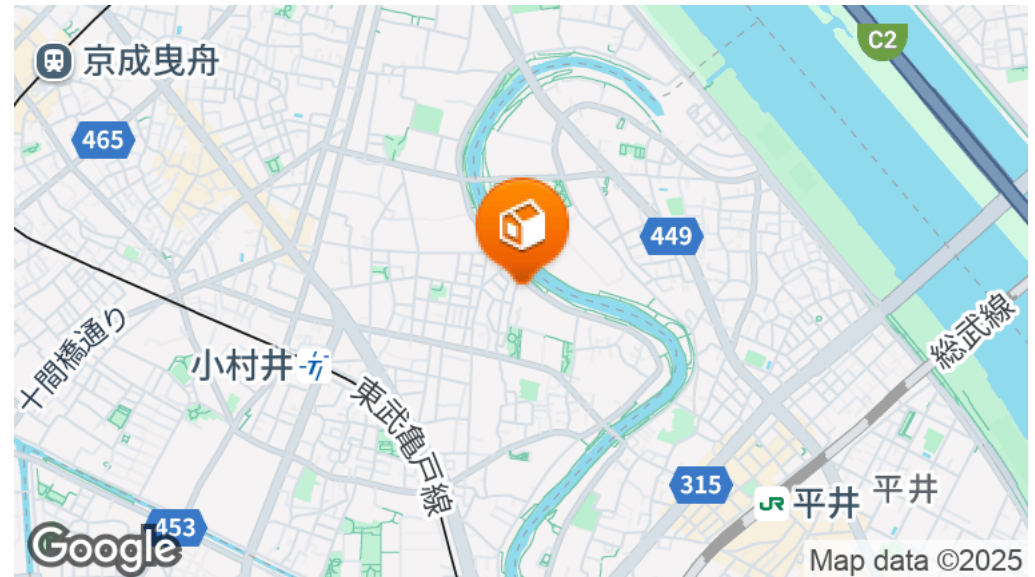 京成曳舟
C2
465
449
十間橋通り
小村井
東武亀戸線
総武線
315
JR 平井
平井
453
Google
Map data ©2025